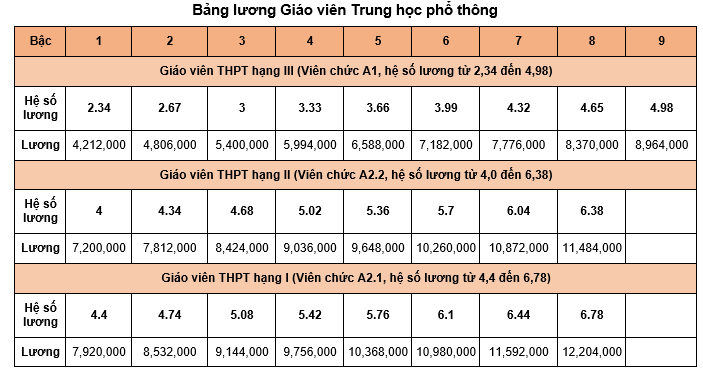 Bảng lương Giáo viên Trung học phổ thông
Bậc 1 2 3 4 5 6 7 8 9
Giáo viên THPT hạng III (Viên chức A1, hệ số lương từ 2,34 đến 4,98)
Hệ số lương 2.34 2.67 3 3.33 3.66 3.99 4.32 4.65 4.98
Lương 4,212,000 4,806,000 5,400,000 5,994,000 6,588,000 7,182,000 7,776,000 8,370,000 8,964,000
Giáo viên THPT hạng II (Viên chức A2.2, hệ số lương từ 4,0 đến 6,38)
Hệ số lương 4 4.34 4.68 5.02 5.36 5.7 6.04 6.38
Lương 7,200,000 7,812,000 8,424,000 9,036,000 9,648,000 10,260,000 10,872,000 11,484,000
Giáo viên THPT hạng I (Viên chức A2.1, hệ số lương từ 4,4 đến 6,78)
Hệ số lương 4.4 4.74 5.08 5.42 5.76 6.1 6.44 6.78
Lương 7,920,000 8,532,000 9,144,000 9,756,000 10,368,000 10,980,000 11,592,000 12,204,000